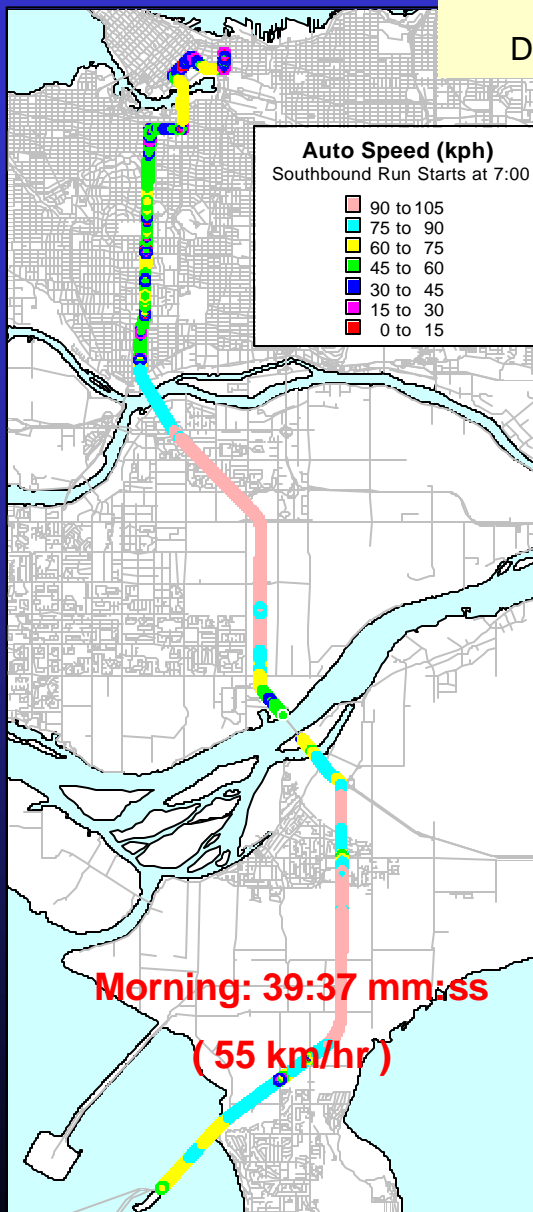 D
Auto Speed (kph)
Southbound Run Starts at 7:00
90 to 105
75 to 90
60 to 75
45 to 60
30 to 45
15 to 30
0 to 15
Morning: 39:37 mm:ss
( 55 km/hr )